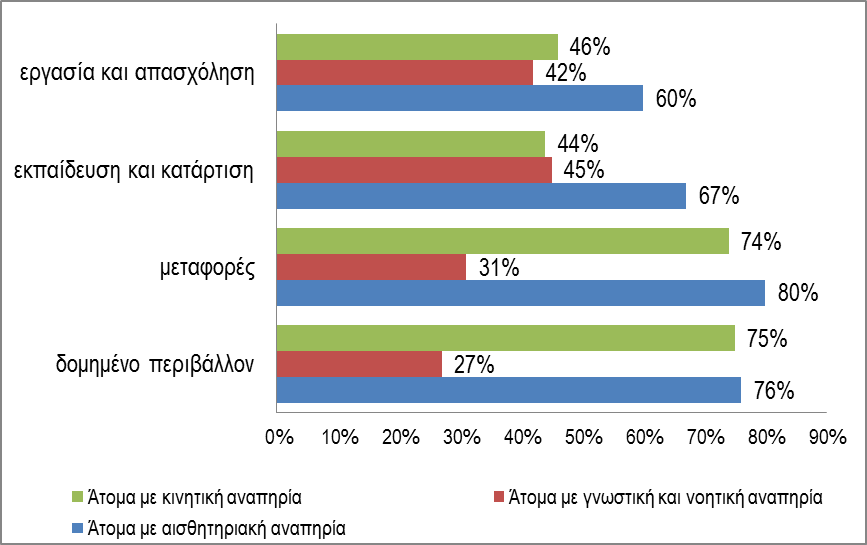 εργασία και απασχόληση
46%
42%
60%
εκπαίδευση και κατάρτιση
44%
45%
67%
μεταφορές
74%
31%
80%
δομημένο περιβάλλον
75%
27%
76%
0% 10% 20% 30% 40% 50% 60% 70% 80% 90%
Άτομα με κινητική αναπηρία Άτομα με γνωστική και νοητική αναπηρία
Άτομα με αισθητηριακή αναπηρία